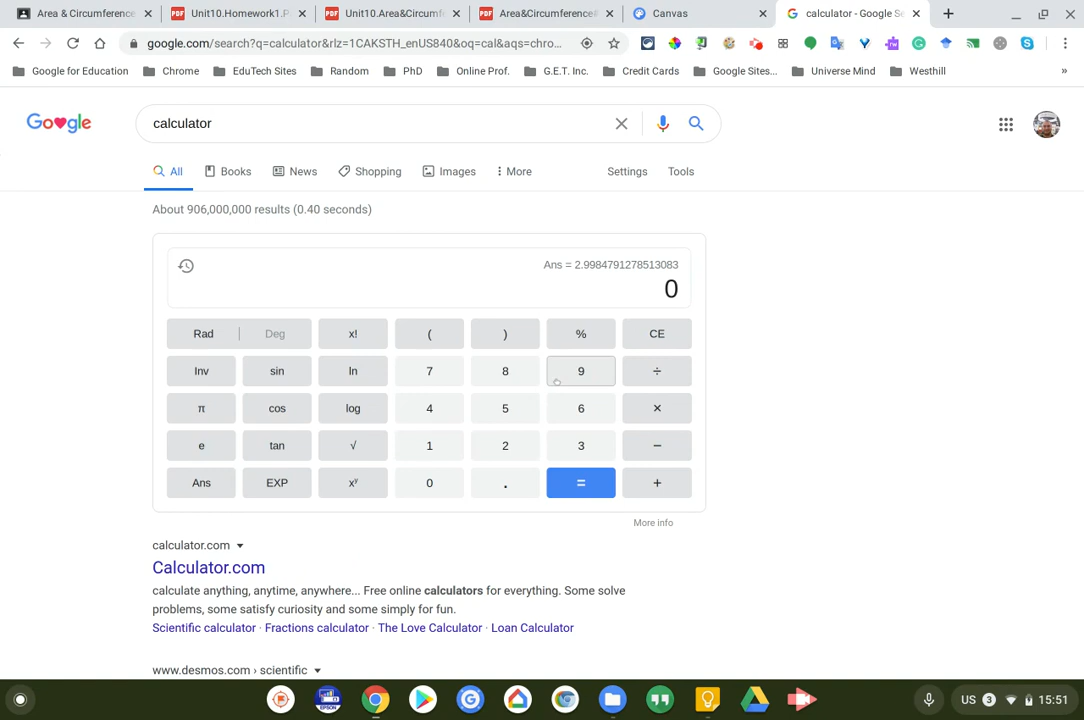 Area & Circumference
Unit10.Homework1.P
Unit10.Area&Circumf
Area&Circumference
Canvas
calculator - Google Se
google.com/search?q=calculator&rlz=1CAKSTH_enUS840&oq=cal&aqs=chro...
Google for Education
Chrome
EduTech Sites
Random
PhD
Online Prof.
G.E.T. Inc.
Credit Cards
Google Sites...
Universe Mind
Westhill
»
calculator
All
Books
News
Shopping
Images
More
Settings
Tools
About 906,000,000 results (0.40 seconds)
Ans = 2.9984791278513083
0
Rad Deg x! ( ) % CE
Inv sin ln 7 8 9 ÷
π cos log 4 5 6 ×
e tan √ 1 2 3 −
Ans EXP xʸ 0 . = +
More info
calculator.com
Calculator.com
calculate anything, anytime, anywhere... Free online calculators for everything. Some solve
problems, some satisfy curiosity and some simply for fun.
Scientific calculator · Fractions calculator · The Love Calculator · Loan Calculator
www.desmos.com › scientific
EPSON
US 3 15:51